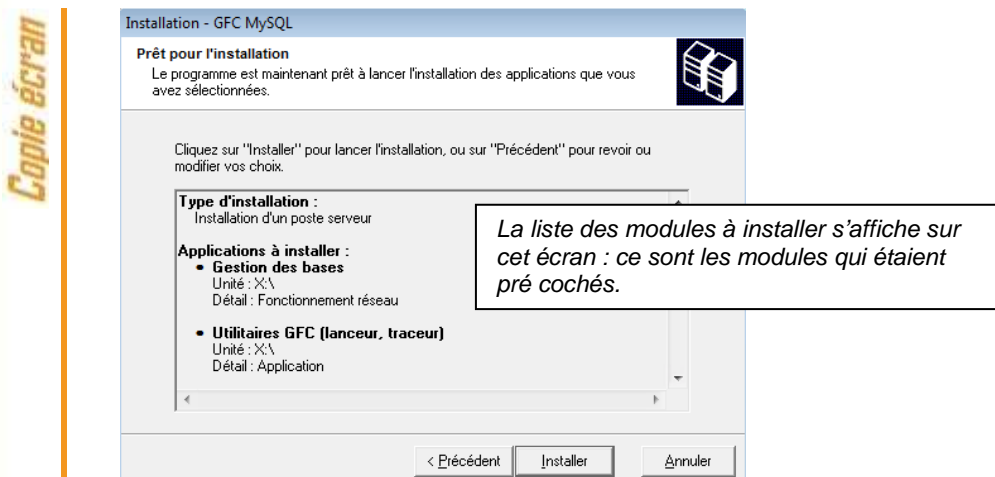 Copie écran
Installation - GFC MySQL
Prêt pour l'installation
Le programme est maintenant prêt à lancer l'installation des applications que vous
avez sélectionnées.
Cliquez sur "Installer" pour lancer l'installation, ou sur "Précédent" pour revoir ou
modifier vos choix.
Type d'installation :
Installation d'un poste serveur
Applications à installer :
• Gestion des bases
Unité : X:\
Détail : Fonctionnement réseau
• Utilitaires GFC (lanceur, traceur)
Unité : X:\
Détail : Application
La liste des modules à installer s’affiche sur
cet écran : ce sont les modules qui étaient
pré cochés.
< Précédent
Installer
Annuler